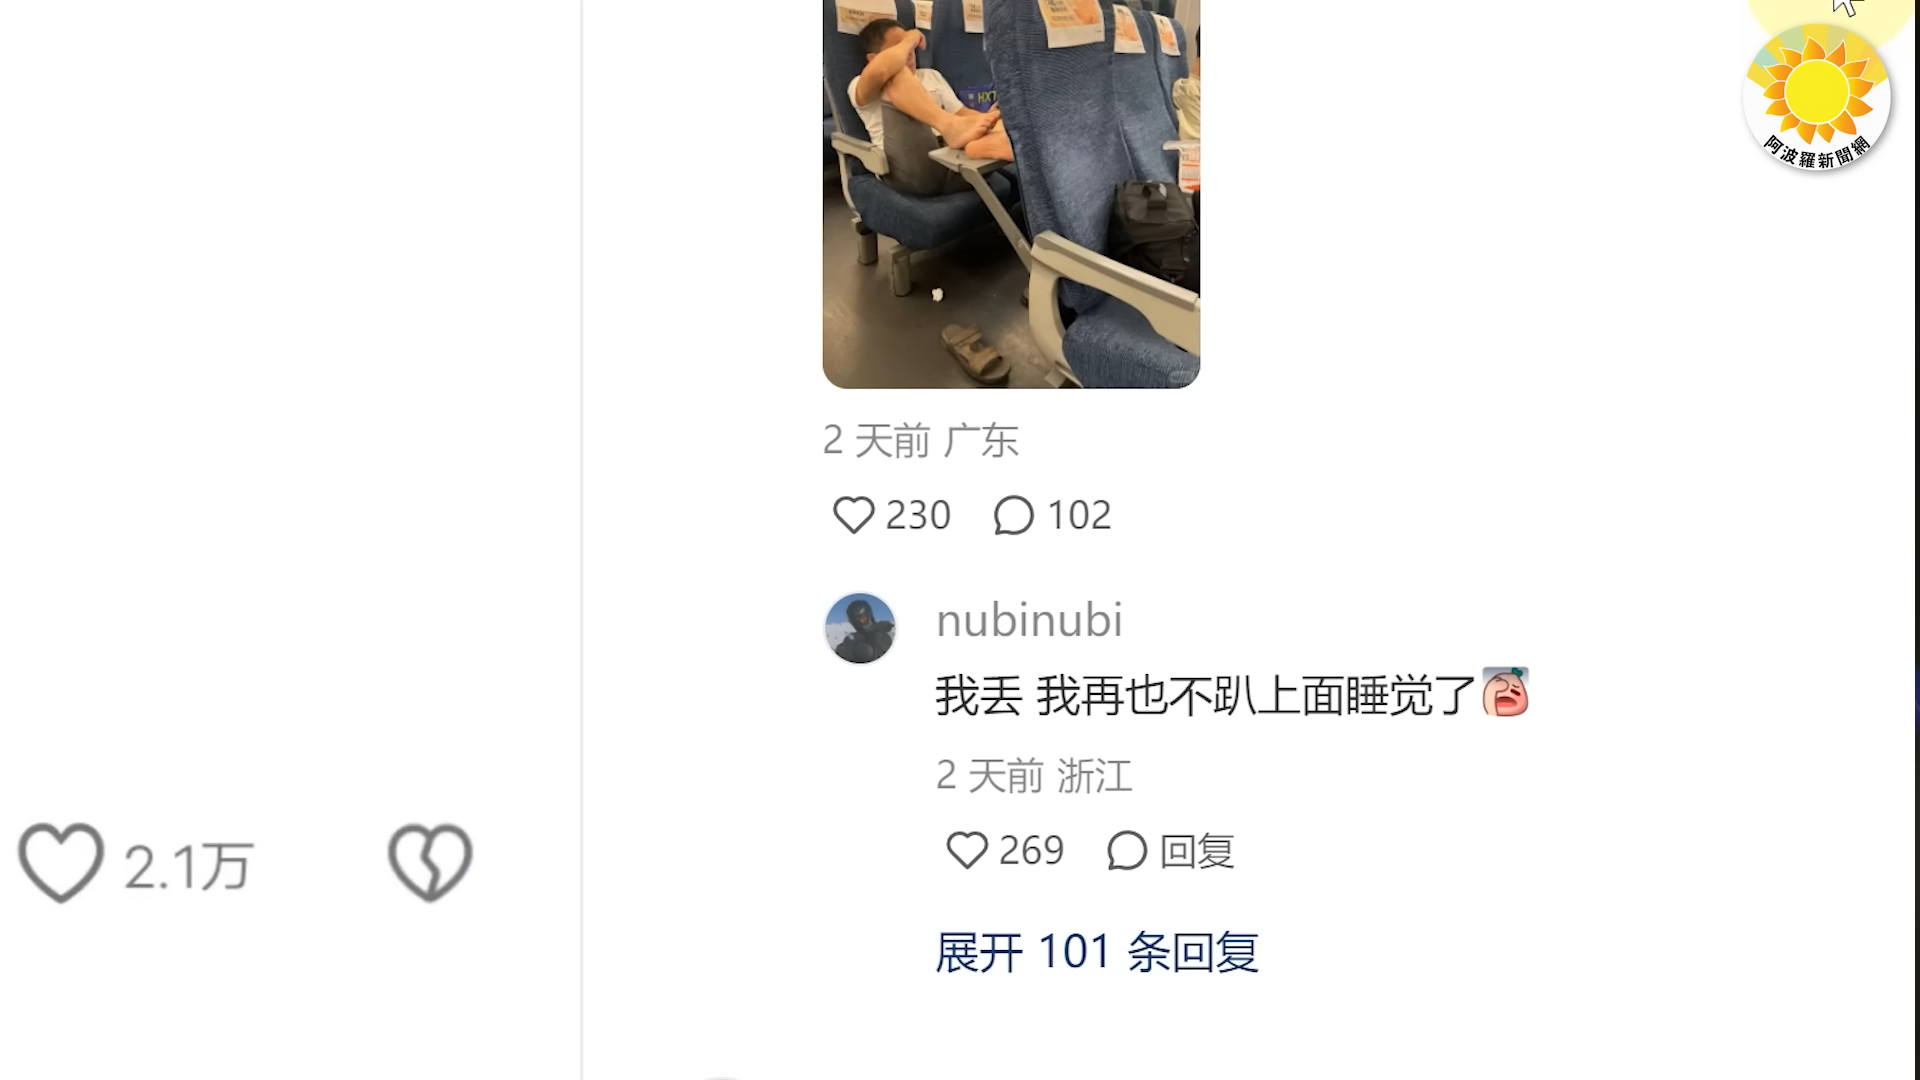 阿波羅新聞網
HXT
2 天前 广东
230 102
nubinubi
我丢 我再也不趴上面睡觉了
2 天前 浙江
2.1万
269 回复
展开 101 条回复